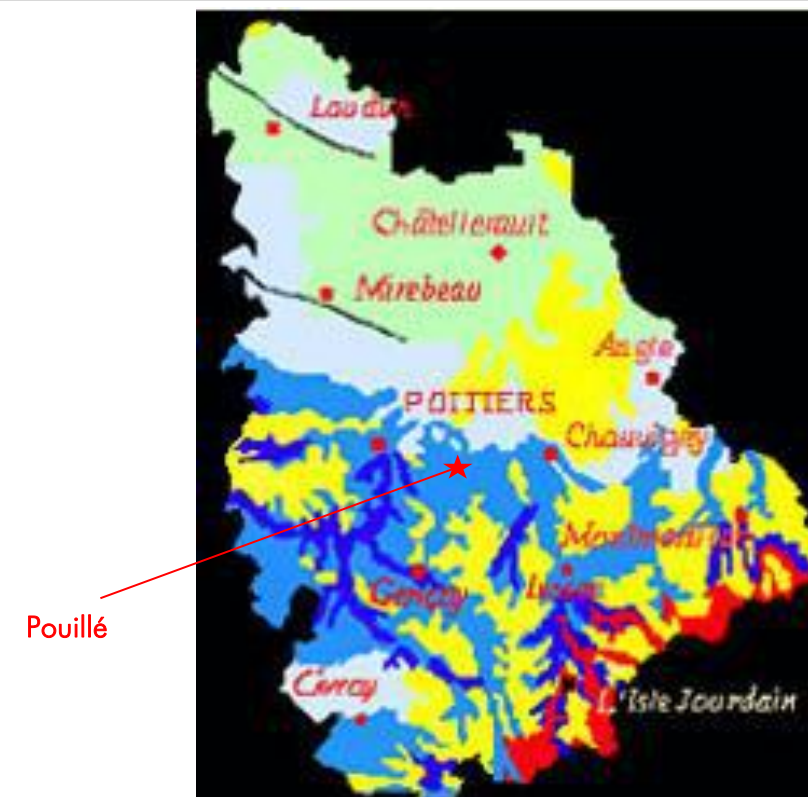 Loudun
Châtellerault
Mirebeau
Angle
POITIERS
Chauvigny
Montmorillon
Gençay
Lussac
Pouillé
Civray
L'Isle Jourdain